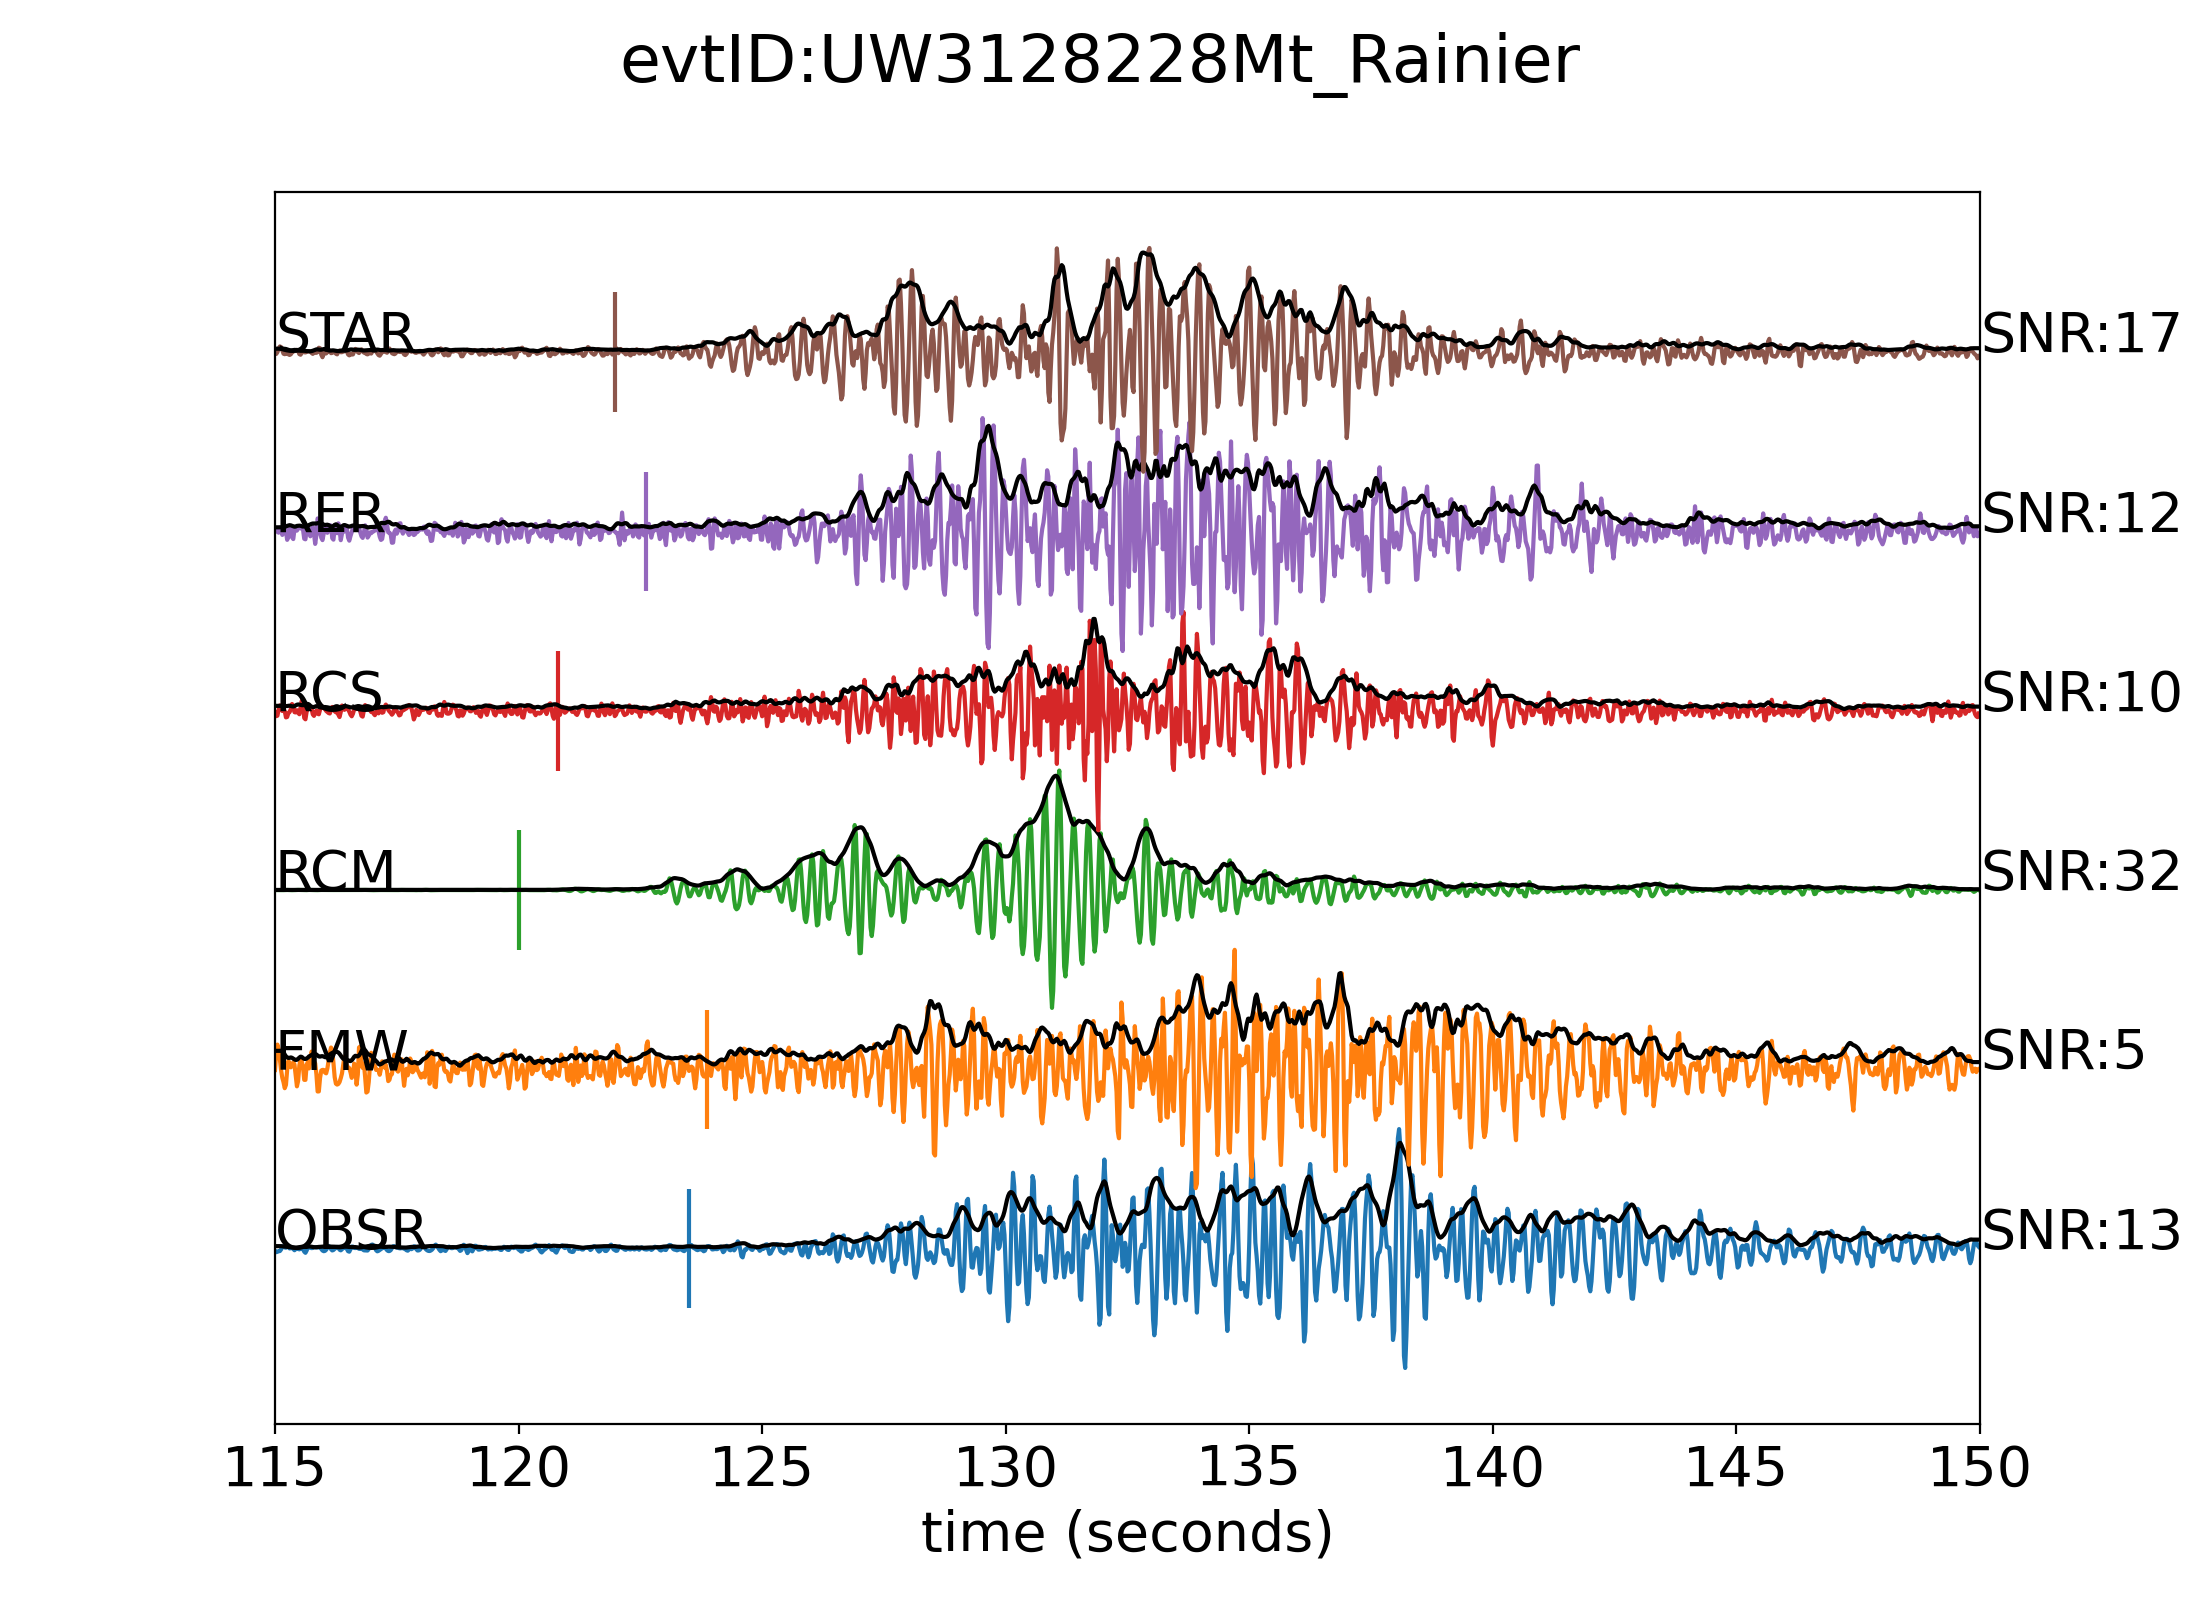 evtID:UW3128228Mt_Rainier
STAR SNR:17
RER SNR:12
RCS SNR:10
RCM SNR:32
FMW SNR:5
OBSR SNR:13
115 120 125 130 135 140 145 150
time (seconds)